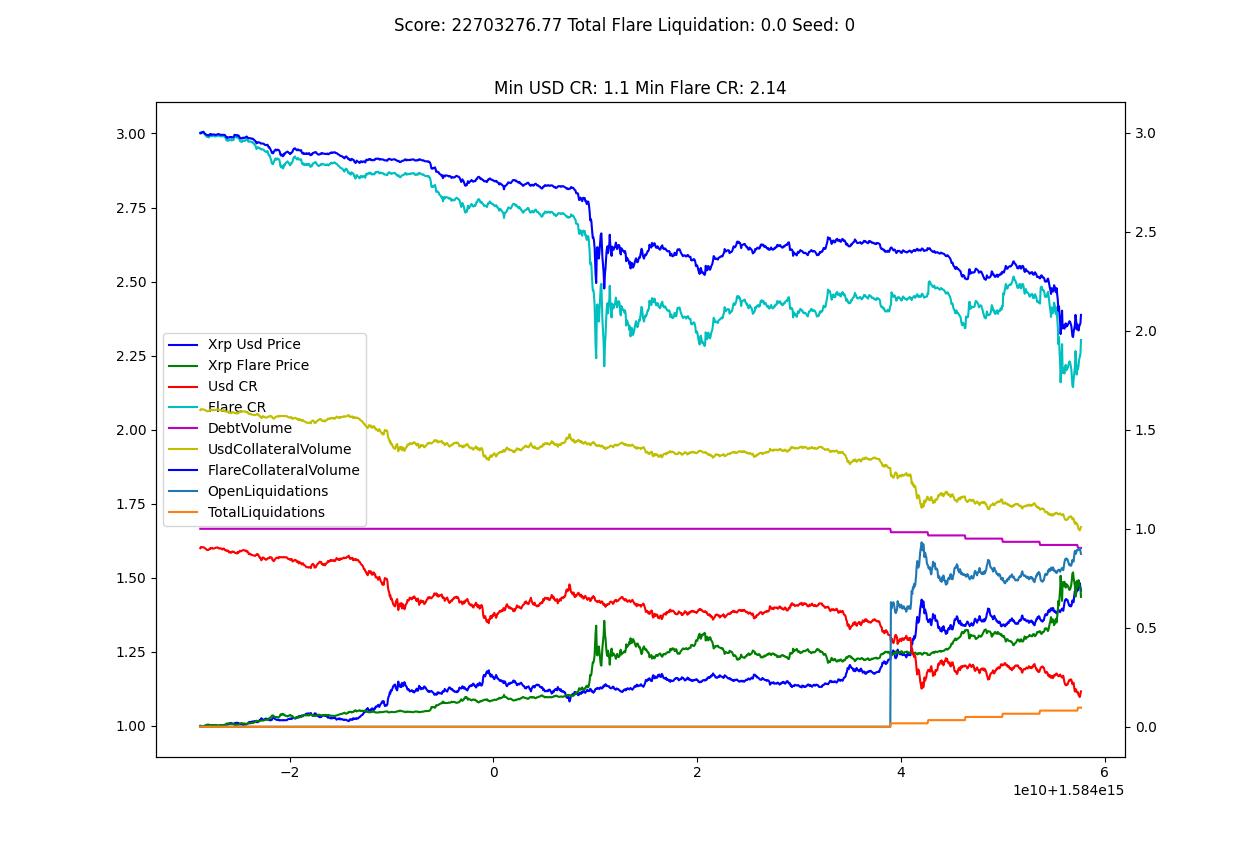 Score: 22703276.77 Total Flare Liquidation: 0.0 Seed: 0
Min USD CR: 1.1 Min Flare CR: 2.14
3.00
2.75
2.50
2.25
2.00
1.75
1.50
1.25
1.00
Xrp Usd Price
Xrp Flare Price
Usd CR
Flare CR
DebtVolume
UsdCollateralVolume
FlareCollateralVolume
OpenLiquidations
TotalLiquidations
3.0
2.5
2.0
1.5
1.0
0.5
0.0
−2 0 2 4 6
1e10+1.584e15